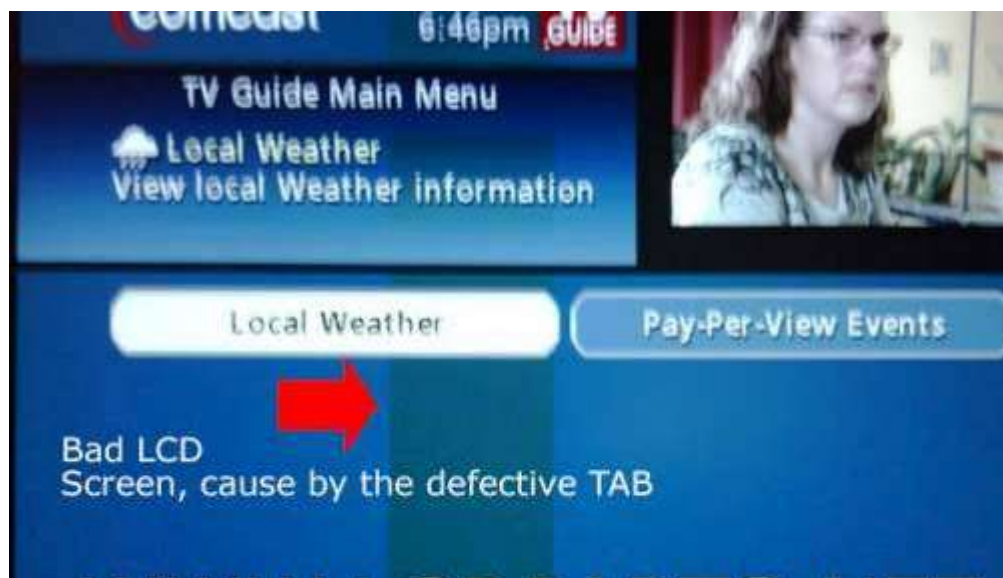 comcast
6:46pm GUIDE
TV Guide Main Menu
Local Weather
View local Weather information
Local Weather
Pay-Per-View Events
Bad LCD
Screen, cause by the defective TAB